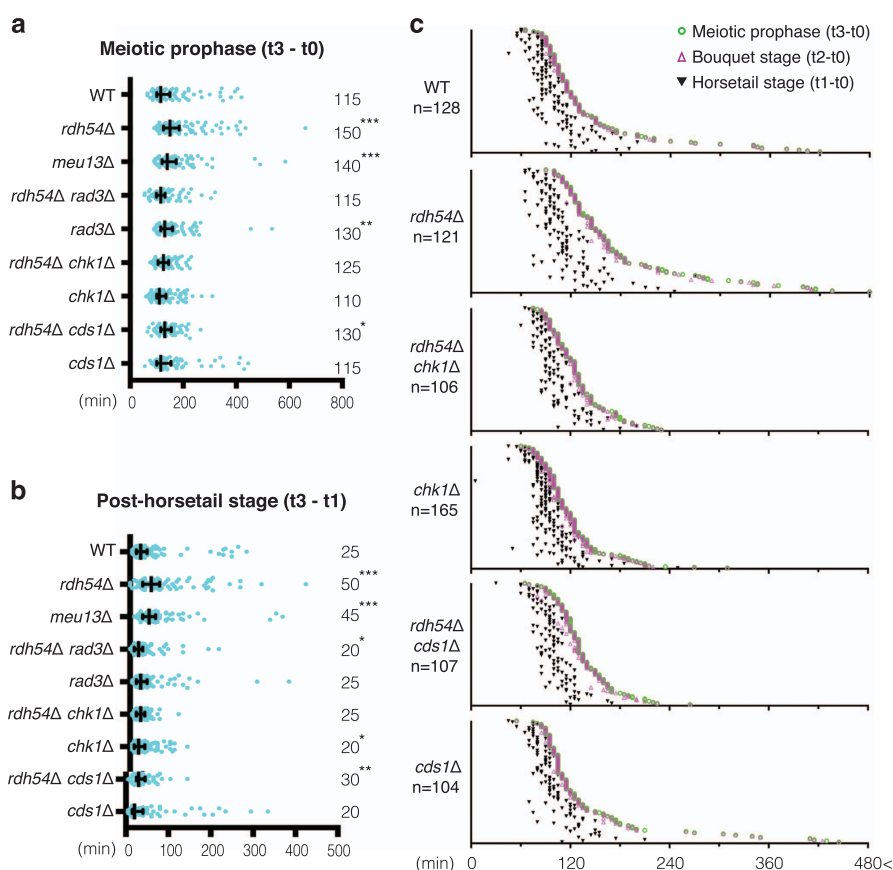 a
Meiotic prophase (t3 - t0)
WT 115
rdh54Δ 150***
meu13Δ 140***
rdh54Δ rad3Δ 115
rad3Δ 130**
rdh54Δ chk1Δ 125
chk1Δ 110
rdh54Δ cds1Δ 130*
cds1Δ 115
(min) 0 200 400 600 800
b
Post-horsetail stage (t3 - t1)
WT 25
rdh54Δ 50***
meu13Δ 45***
rdh54Δ rad3Δ 20*
rad3Δ 25
rdh54Δ chk1Δ 25
chk1Δ 20*
rdh54Δ cds1Δ 30**
cds1Δ 20
(min) 0 100 200 300 400 500
c
Meiotic prophase (t3-t0)
Bouquet stage (t2-t0)
Horsetail stage (t1-t0)
WT
n=128
rdh54Δ
n=121
rdh54Δ
chk1Δ
n=106
chk1Δ
n=165
rdh54Δ
cds1Δ
n=107
cds1Δ
n=104
(min) 0 120 240 360 480<